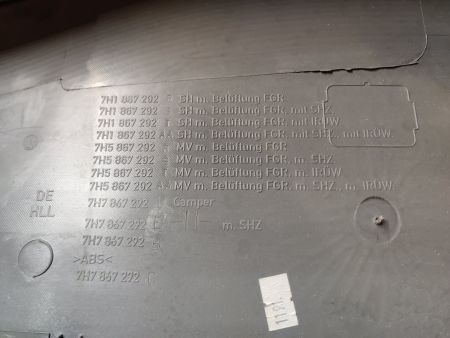 7H1 867 292 SH m. Belüftung FGR
7H1 867 292 SH m. Belüftung FGR, mit SHZ
7H1 867 292 SH m. Belüftung FGR, mit IRÜW.
7H1 867 292 AA SH m. Belüftung FGR, mit SHZ, mit IRÜW.
7H5 867 292 MV m. Belüftung FGR
7H5 867 292 MV m. Belüftung FGR, m. SHZ
7H5 867 292 MV m. Belüftung FGR, m. IRÜW
7H5 867 292 MV m. Belüftung FGR, m. SHZ., m. IRÜW.
7H7 867 292 Camper
DE
HLL
7H7 867 292 m. SHZ
7H7 867 292
>ABS<
7H7 867 292